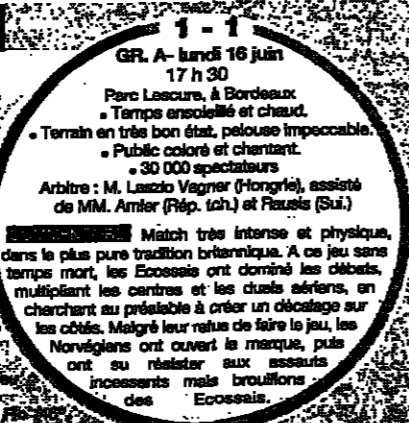 1 - 1
GR. A- lundi 16 juin
17 h 30
Parc Lescure, à Bordeaux
• Temps ensoleillé et chaud.
• Terrain en très bon état, pelouse impeccable.
• Public coloré et chantant.
• 30 000 spectateurs
Arbitre : M. Laszlo Vagner (Hongrie), assisté
de MM. Amler (Rép. tch.) et Rausis (Sui.)
Match très intense et physique,
dans la plus pure tradition britannique. A ce jeu sans
temps mort, les Ecossais ont dominé les débats,
multipliant les centres et les duels aériens, en
cherchant au préalable à créer un décalage sur
les côtés. Malgré leur refus de faire le jeu, les
Norvégiens ont ouvert la marque, puis
ont su résister aux assauts
incessants mais brouillons
des Ecossais.